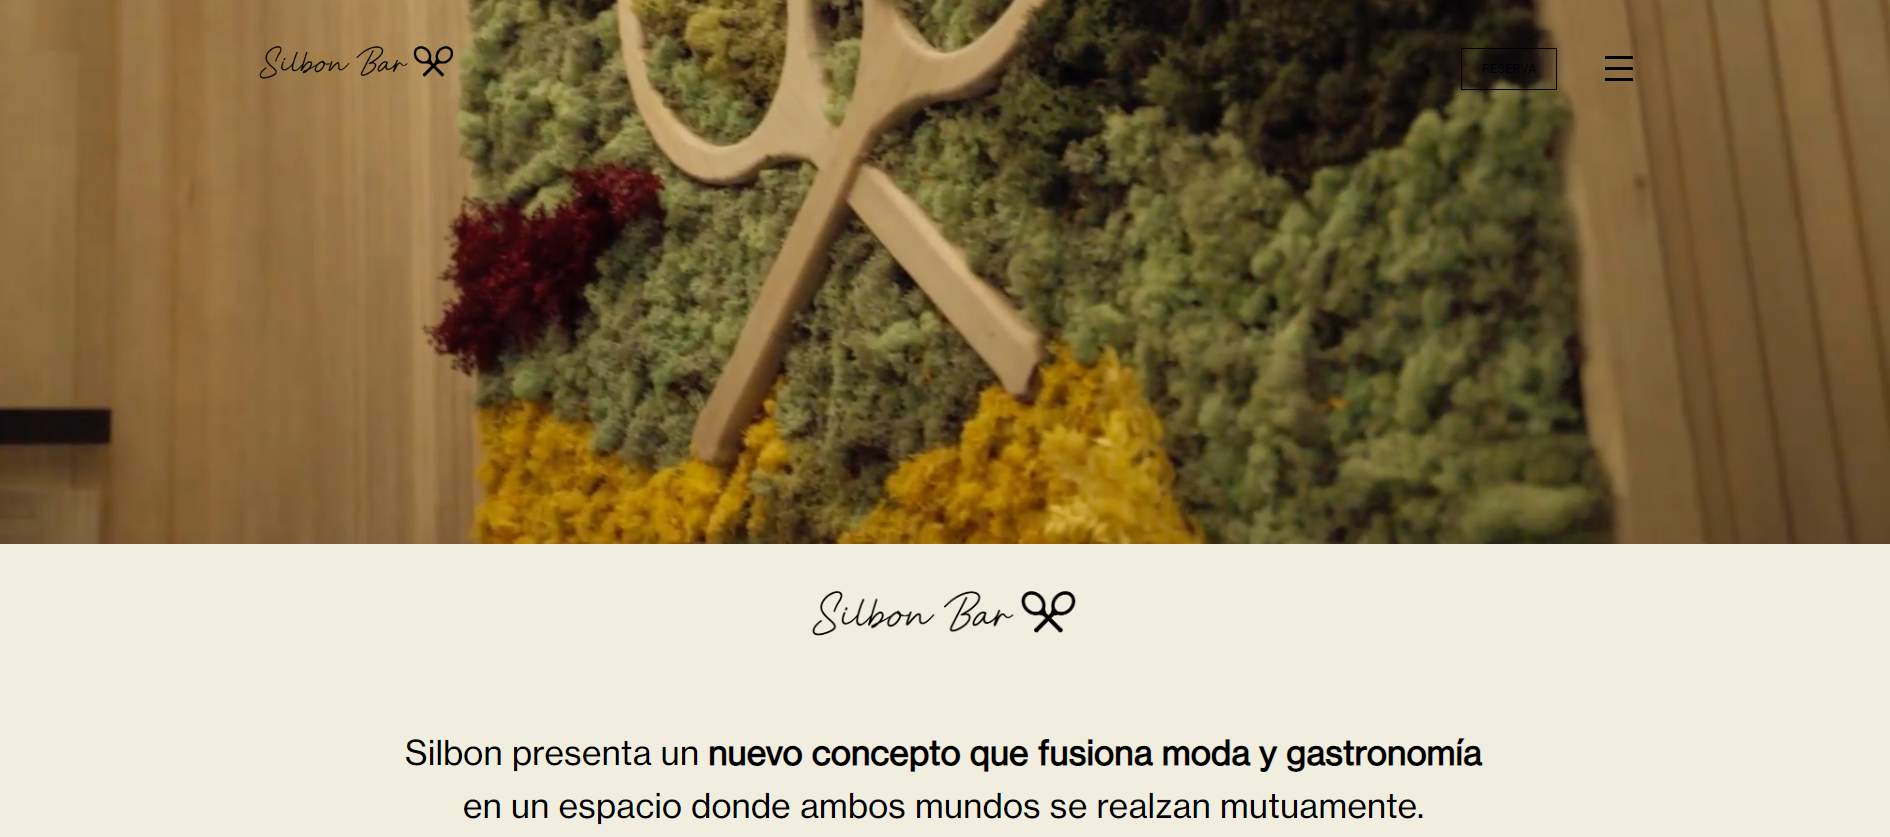 Silbon Bar
RESERVA
Silbon Bar
Silbon presenta un nuevo concepto que fusiona moda y gastronomía
en un espacio donde ambos mundos se realzan mutuamente.